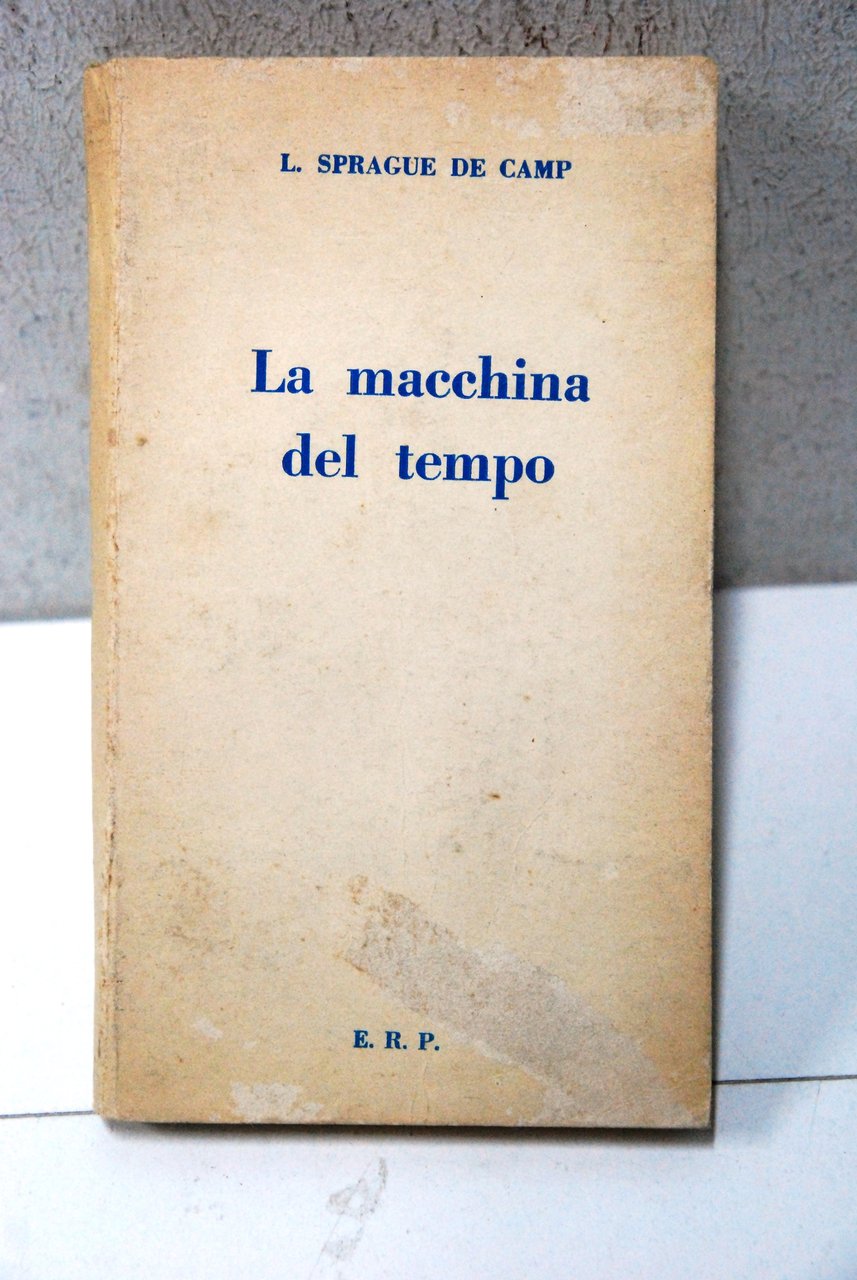 L. SPRAGUE DE CAMP
La macchina
del tempo
E. R. P.